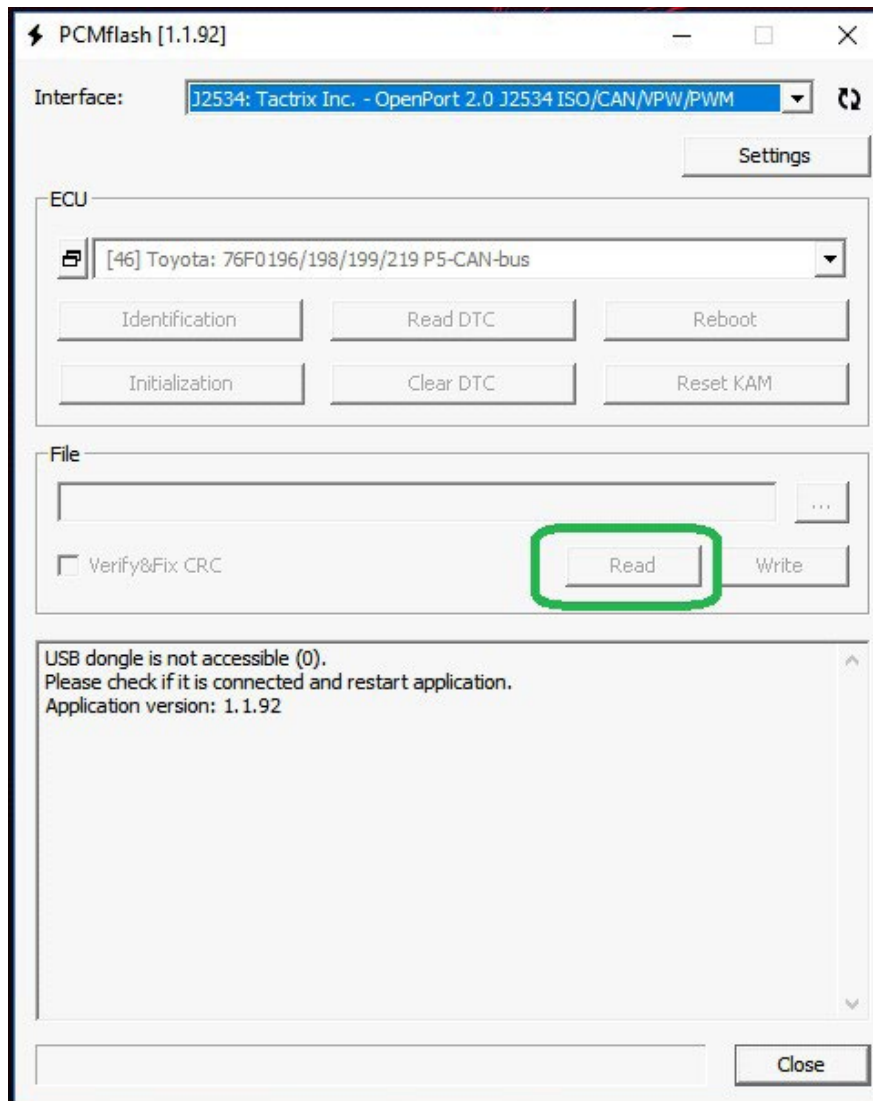 PCMflash [1.1.92]
Interface: J2534: Tactrix Inc. - OpenPort 2.0 J2534 ISO/CAN/VPW/PWM
Settings
ECU
[46] Toyota: 76F0196/198/199/219 P5-CAN-bus
Identification Read DTC Reboot
Initialization Clear DTC Reset KAM
File
...
Verify&Fix CRC Read Write
USB dongle is not accessible (0).
Please check if it is connected and restart application.
Application version: 1.1.92
Close